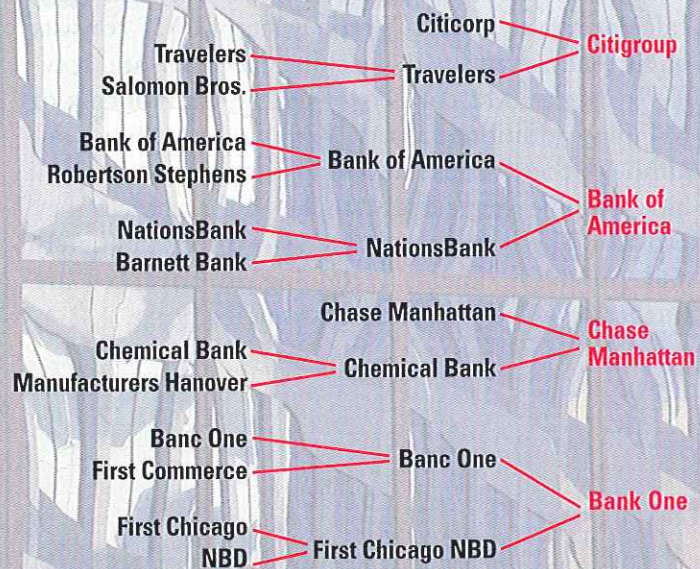 Citicorp
Citigroup
Travelers
Salomon Bros.
Travelers
Bank of America
Robertson Stephens
Bank of America
Bank of
America
NationsBank
Barnett Bank
NationsBank
Chase Manhattan
Chase
Manhattan
Chemical Bank
Manufacturers Hanover
Chemical Bank
Banc One
First Commerce
Banc One
Bank One
First Chicago
NBD
First Chicago NBD